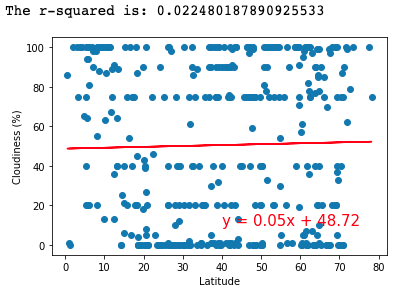 The r-squared is: 0.022480187890925533
100
80
60
40
20
0
Cloudiness (%)
y = 0.05x + 48.72
0 10 20 30 40 50 60 70 80
Latitude